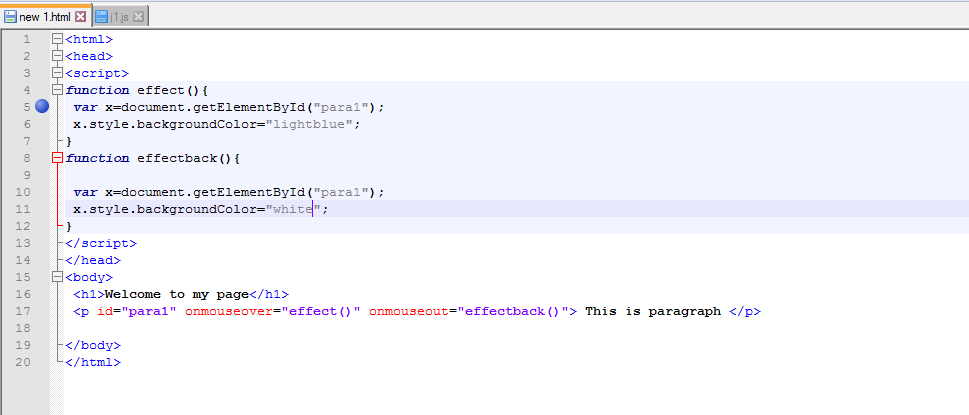 new 1.html j1.js
1 <html>
2 <head>
3 <script>
4 function effect(){
5 var x=document.getElementById("para1");
6 x.style.backgroundColor="lightblue";
7 }
8 function effectback(){
9
10 var x=document.getElementById("para1");
11 x.style.backgroundColor="white";
12 }
13 </script>
14 </head>
15 <body>
16 <h1>Welcome to my page</h1>
17 <p id="para1" onmouseover="effect()" onmouseout="effectback()"> This is paragraph </p>
18
19 </body>
20 </html>